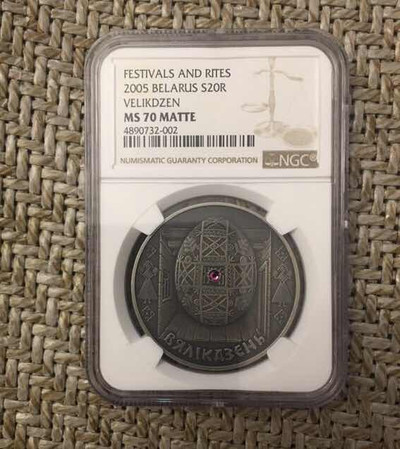 FESTIVALS AND RITES
2005 BELARUS S20R
VELIKDZEN
MS 70 MATTE
4890732-002
NUMISMATIC GUARANTY CORPORATION
NGC
ВЯЛІКДЗЕНЬ